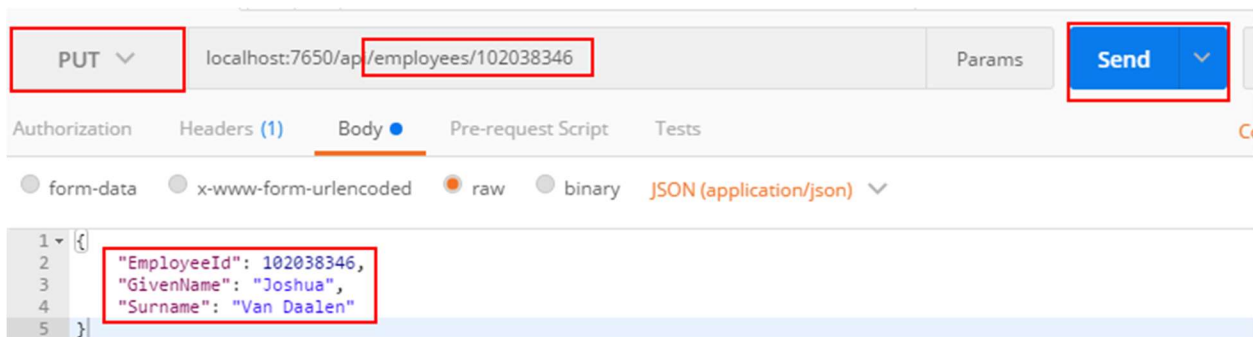 PUT localhost:7650/api/employees/102038346 Params Send
Authorization Headers (1) Body Pre-request Script Tests
form-data x-www-form-urlencoded raw binary JSON (application/json)
1 {
2 "EmployeeId": 102038346,
3 "GivenName": "Joshua",
4 "Surname": "Van Daalen"
5 }